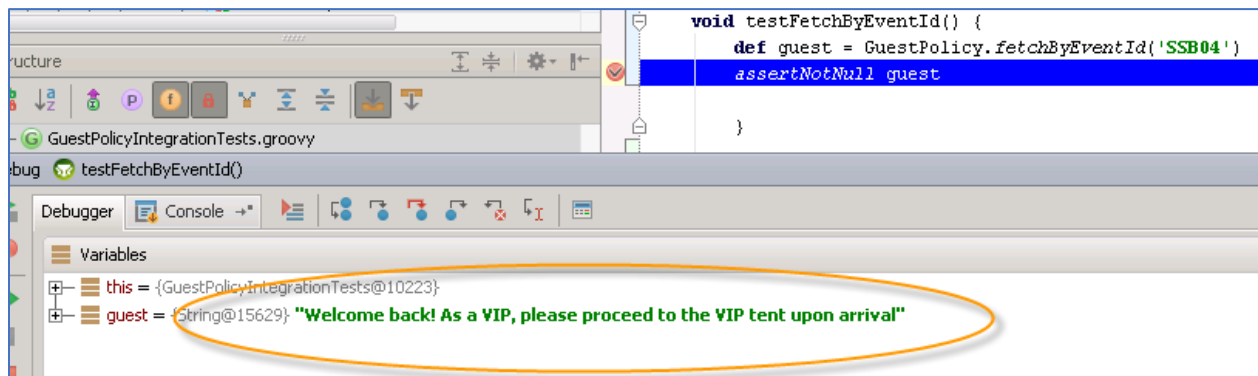 void testFetchByEventId() {
def guest = GuestPolicy.fetchByEventId('SSB04')
assertNotNull guest
}
ructure
GuestPolicyIntegrationTests.groovy
bug testFetchByEventId()
Debugger Console
Variables
this = {GuestPolicyIntegrationTests@10223}
guest = {String@15629} "Welcome back! As a VIP, please proceed to the VIP tent upon arrival"